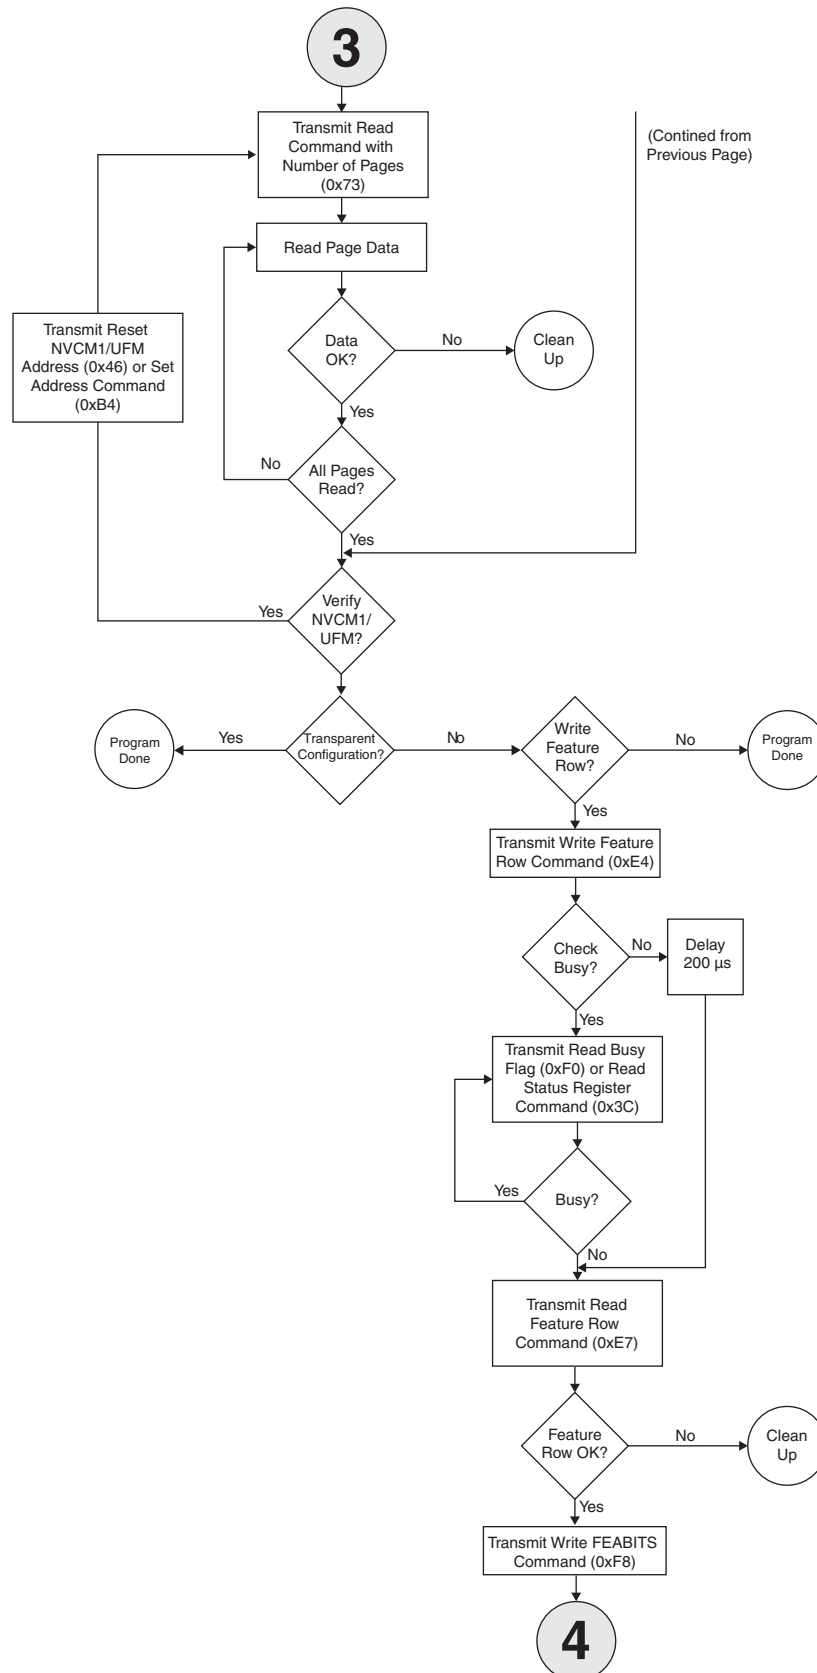 3
Transmit Read
Command with
Number of Pages
(0x73)
(Contined from
Previous Page)
Read Page Data
Transmit Reset
NVCM1/UFM
Address (0x46) or Set
Address Command
(0xB4)
Data
OK?
No
Clean
Up
Yes
No
All Pages
Read?
Yes
Yes
Verify
NVCM1/
UFM?
Program
Done
Yes
Transparent
Configuration?
No
Write
Feature
Row?
No
Program
Done
Yes
Transmit Write Feature
Row Command (0xE4)
Check
Busy?
No
Delay
200 µs
Yes
Transmit Read Busy
Flag (0xF0) or Read
Status Register
Command (0x3C)
Yes
Busy?
No
Transmit Read
Feature Row
Command (0xE7)
Feature
Row OK?
No
Clean
Up
Yes
Transmit Write FEABITS
Command (0xF8)
4